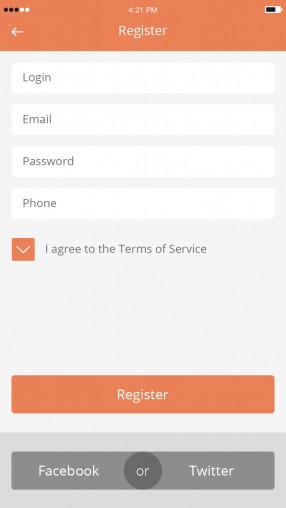 4:21 PM
Register
Login
Email
Password
Phone
I agree to the Terms of Service
Register
Facebook or Twitter